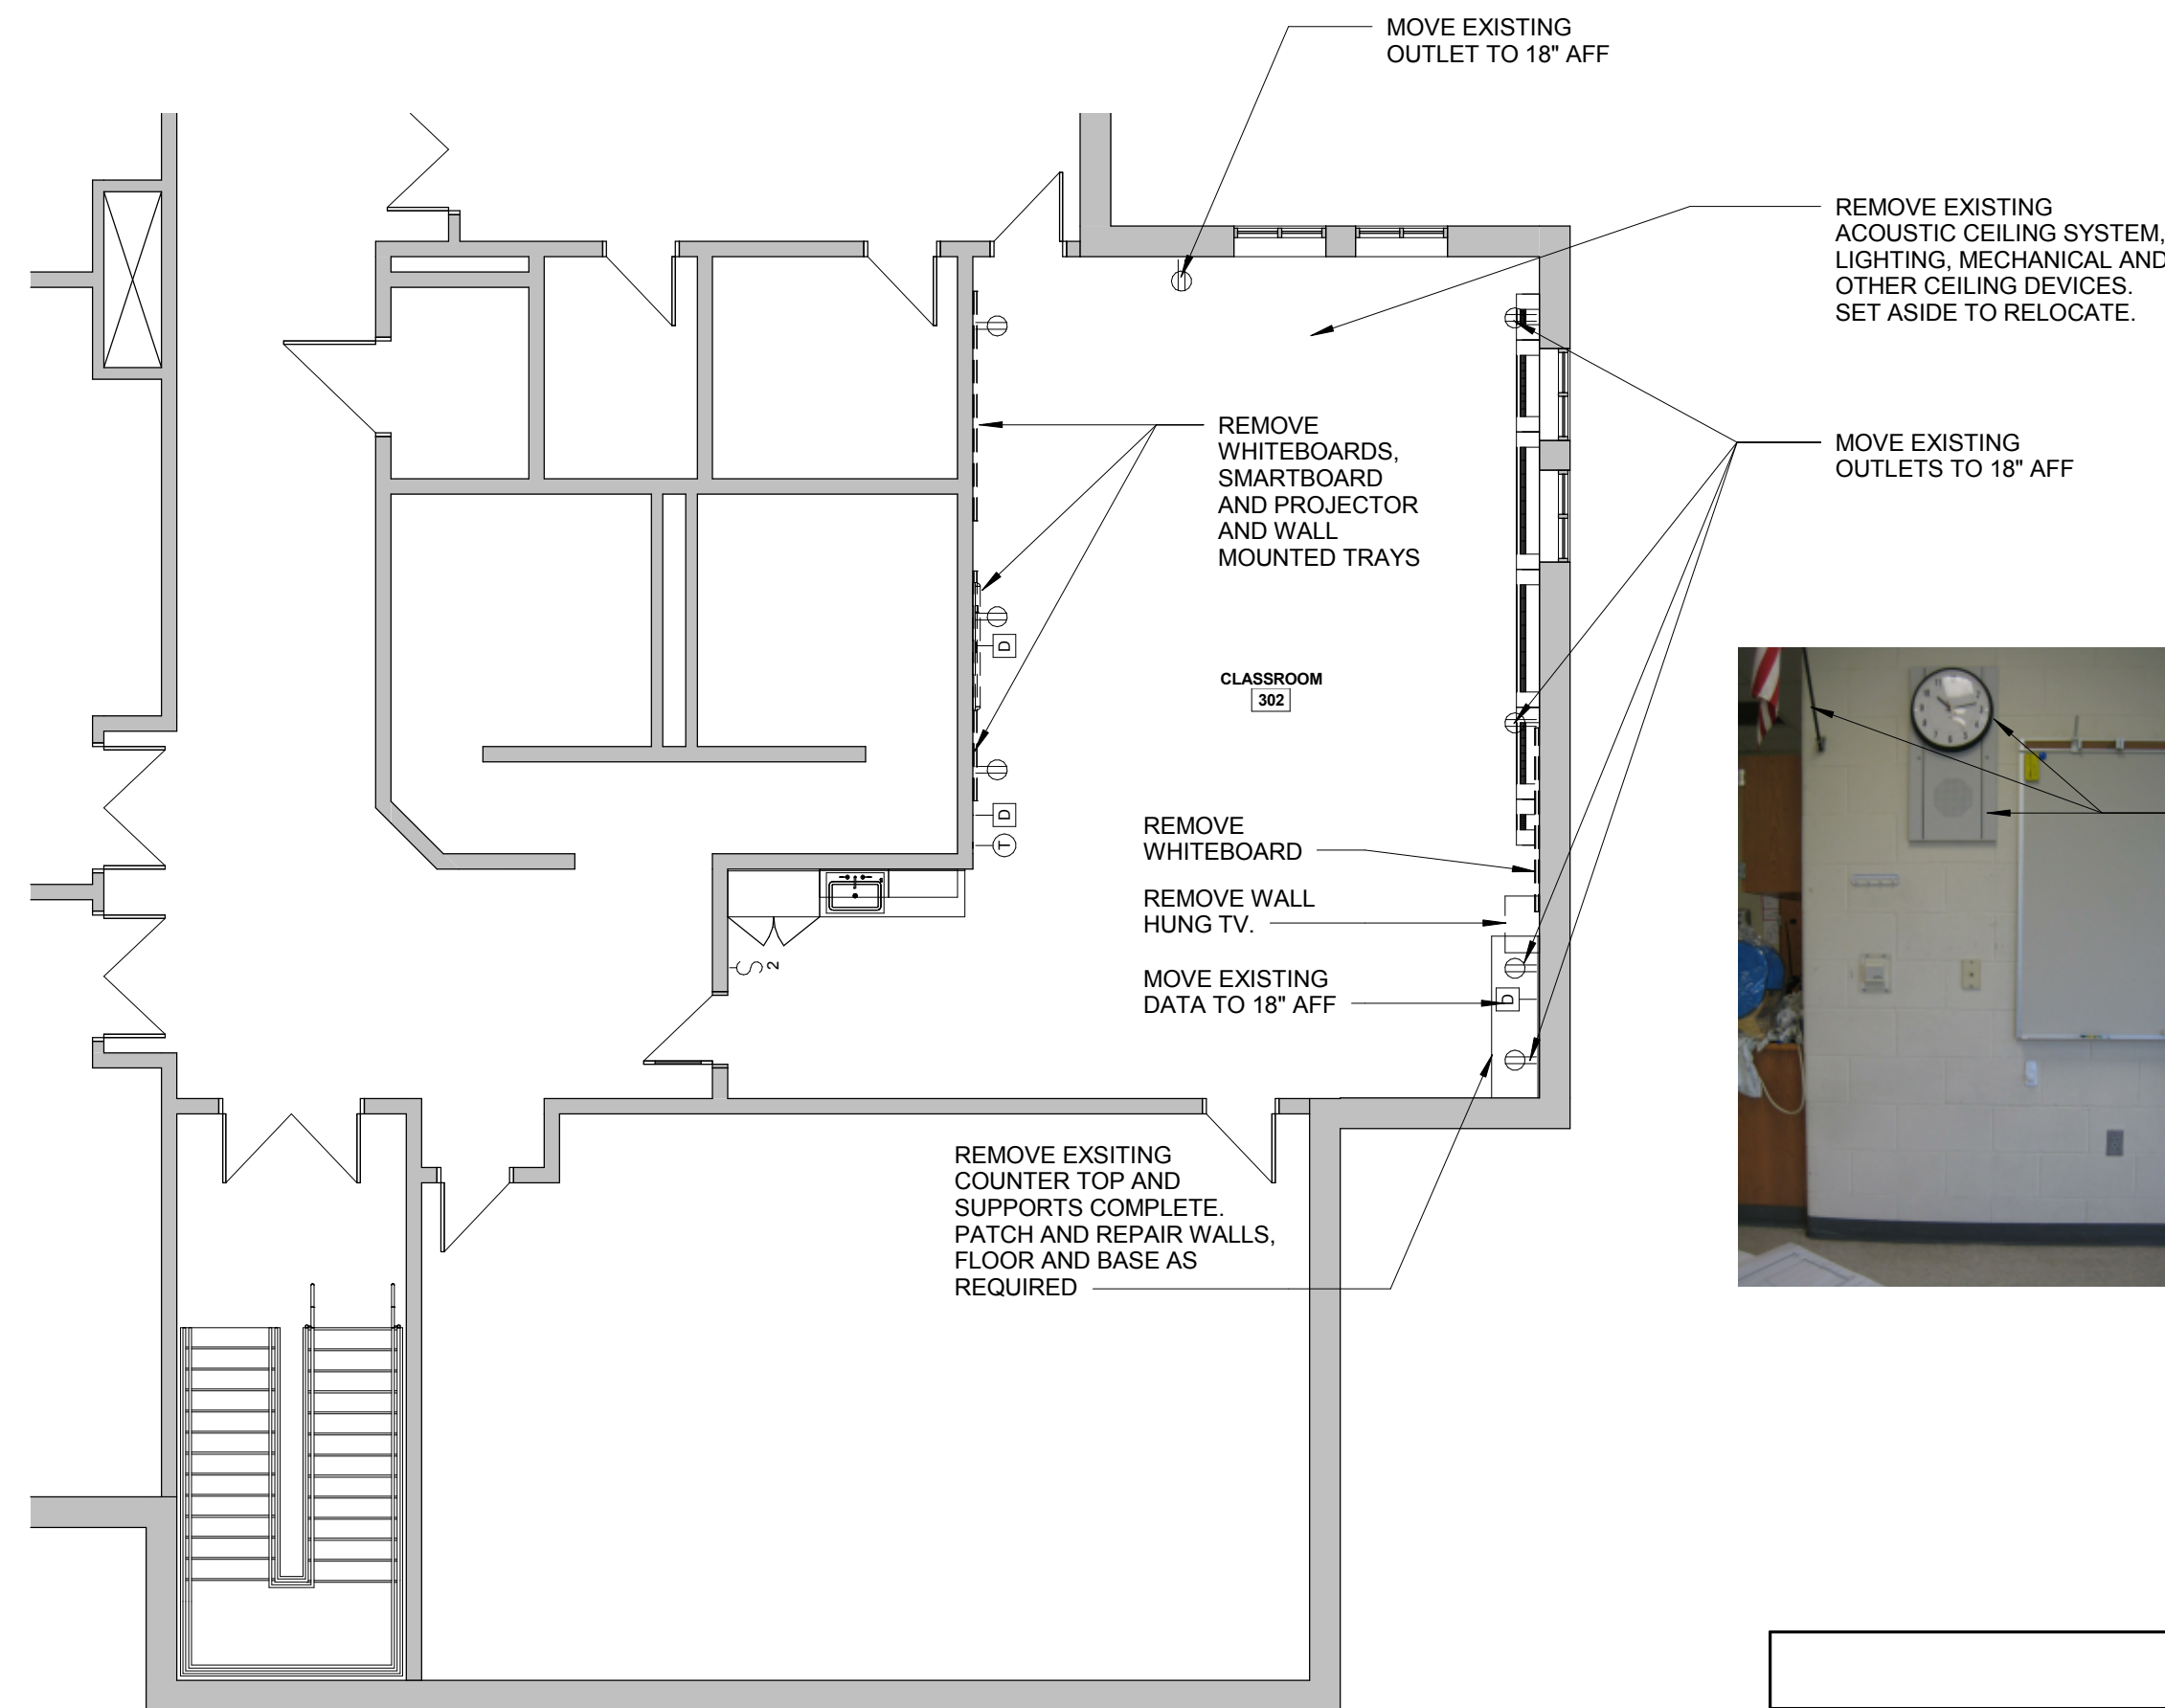 MOVE EXISTING
OUTLET TO 18" AFF
REMOVE EXISTING
ACOUSTIC CEILING SYSTEM,
LIGHTING, MECHANICAL AND
OTHER CEILING DEVICES.
SET ASIDE TO RELOCATE.
MOVE EXISTING
OUTLETS TO 18" AFF
REMOVE
WHITEBOARDS,
SMARTBOARD
AND PROJECTOR
AND WALL
MOUNTED TRAYS
D
CLASSROOM
302
D
T
REMOVE
WHITEBOARD
REMOVE WALL
HUNG TV.
S 2
MOVE EXISTING
DATA TO 18" AFF
D
REMOVE EXSITING
COUNTER TOP AND
SUPPORTS COMPLETE.
PATCH AND REPAIR WALLS,
FLOOR AND BASE AS
REQUIRED